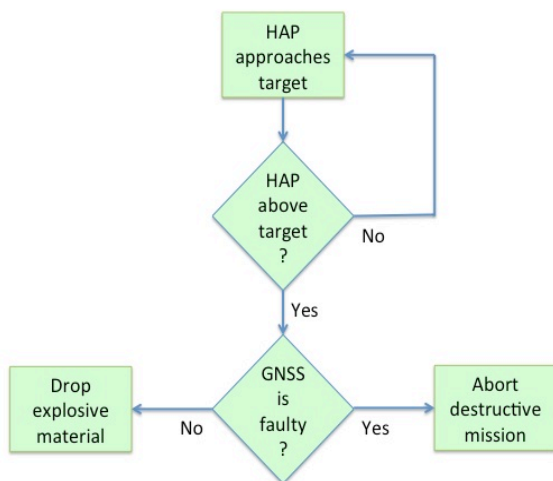 HAP
approaches
target
HAP
above
target
?
No
Yes
GNSS
is
faulty
?
No
Yes
Drop
explosive
material
Abort
destructive
mission